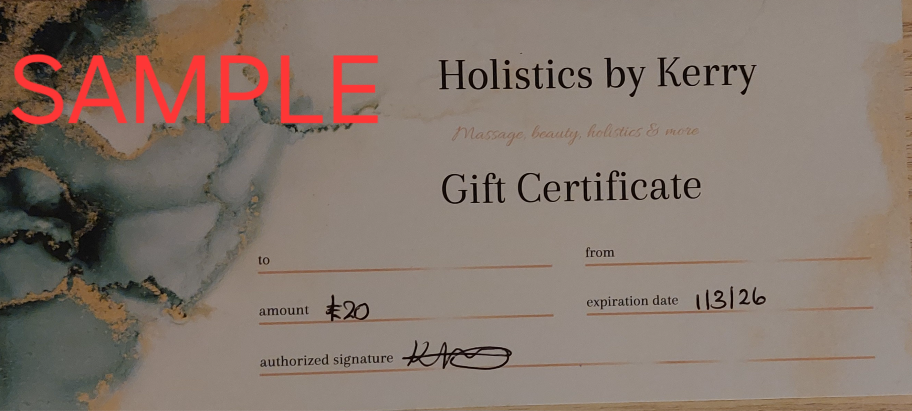 SAMPLE
Holistics by Kerry
Massage, beauty, holistics & more
Gift Certificate
to
from
amount £20
expiration date 1/3/26
authorized signature